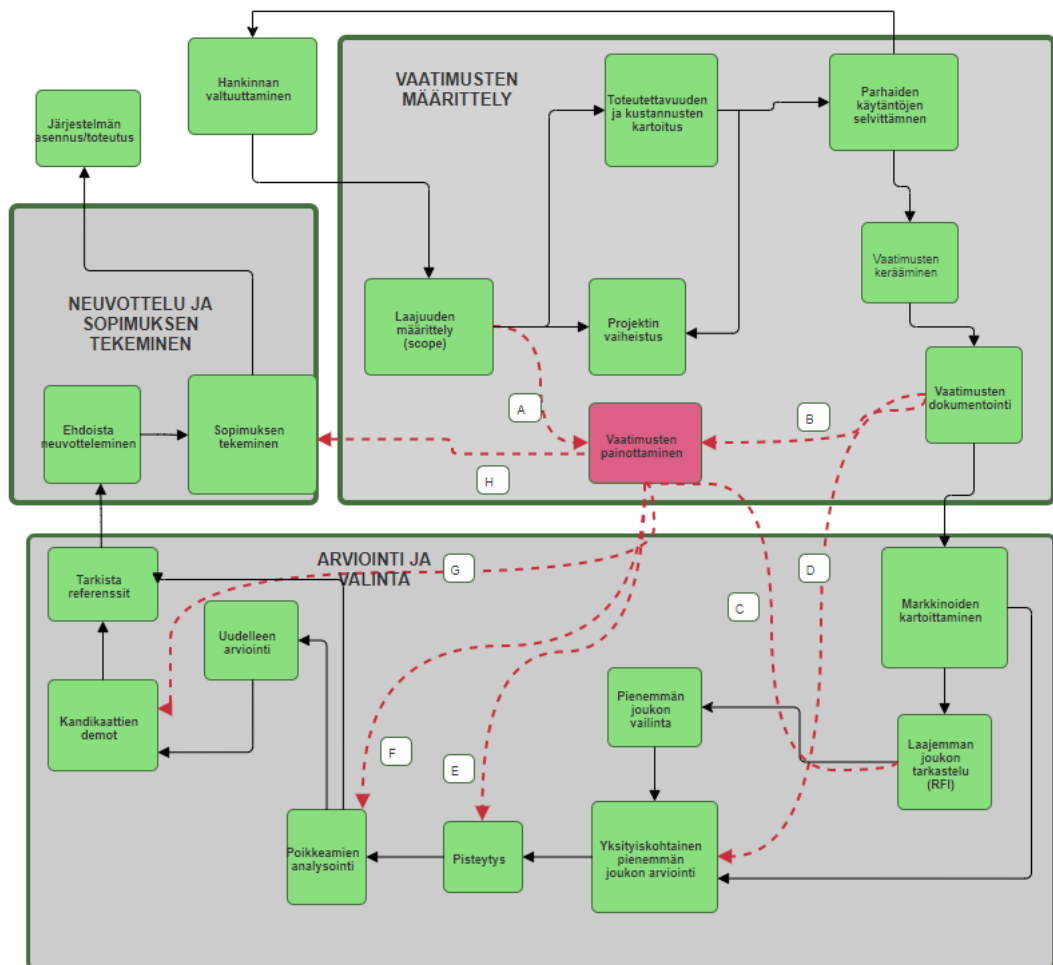 Hankinnan
valtuuttaminen
VAATIMUSTEN
MÄÄRITTELY
Toteutettavuuden
ja kustannusten
kartoitus
Parhaiden
käytäntöjen
selvittämnen
Järjestelmän
asennus/toteutus
Vaatimusten
kerääminen
NEUVOTTELU JA
SOPIMUKSEN
TEKEMINEN
Laajuuden
määrittely
(scope)
Projektin
vaiheistus
Vaatimusten
dokumentointi
A
B
Ehdoista
neuvotteleminen
Sopimuksen
tekeminen
Vaatimusten
painottaminen
H
ARVIOINTI JA
VALINTA
Tarkista
referenssit
G
D
C
Markkinoiden
kartoittaminen
Uudelleen
arviointi
Kandikaattien
demot
Pienemmän
joukon
vailinta
Laajemman
joukon
tarkastelu
(RFI)
F
E
Poikkeamien
analysointi
Pisteytys
Yksityiskohtainen
pienemmän
joukon arviointi